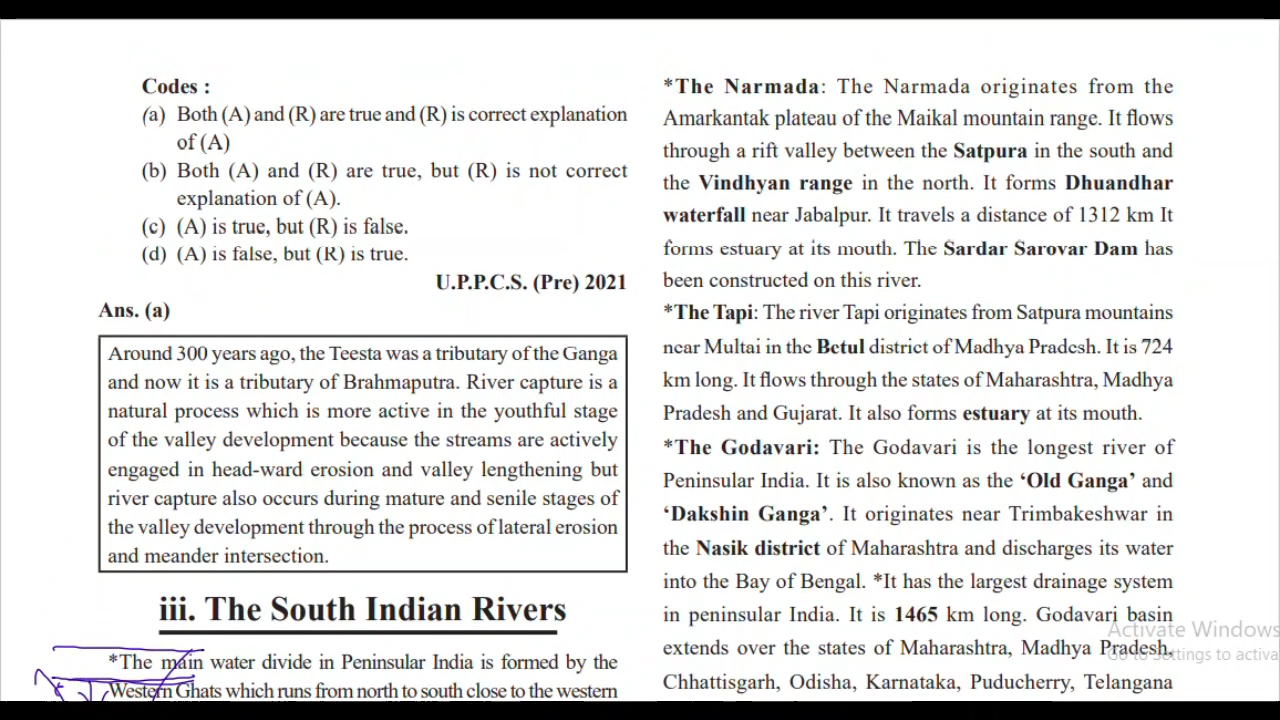 Codes :
(a) Both (A) and (R) are true and (R) is correct explanation
of (A)
(b) Both (A) and (R) are true, but (R) is not correct
explanation of (A).
(c) (A) is true, but (R) is false.
(d) (A) is false, but (R) is true.
U.P.P.C.S. (Pre) 2021
Ans. (a)
Around 300 years ago, the Teesta was a tributary of the Ganga
and now it is a tributary of Brahmaputra. River capture is a
natural process which is more active in the youthful stage
of the valley development because the streams are actively
engaged in head-ward erosion and valley lengthening but
river capture also occurs during mature and senile stages of
the valley development through the process of lateral erosion
and meander intersection.
iii. The South Indian Rivers
*The main water divide in Peninsular India is formed by the
Western Ghats which runs from north to south close to the western
*The Narmada: The Narmada originates from the
Amarkantak plateau of the Maikal mountain range. It flows
through a rift valley between the Satpura in the south and
the Vindhyan range in the north. It forms Dhuandhar
waterfall near Jabalpur. It travels a distance of 1312 km It
forms estuary at its mouth. The Sardar Sarovar Dam has
been constructed on this river.
*The Tapi: The river Tapi originates from Satpura mountains
near Multai in the Betul district of Madhya Pradesh. It is 724
km long. It flows through the states of Maharashtra, Madhya
Pradesh and Gujarat. It also forms estuary at its mouth.
*The Godavari: The Godavari is the longest river of
Peninsular India. It is also known as the ‘Old Ganga’ and
‘Dakshin Ganga’. It originates near Trimbakeshwar in
the Nasik district of Maharashtra and discharges its water
into the Bay of Bengal. *It has the largest drainage system
in peninsular India. It is 1465 km long. Godavari basin
extends over the states of Maharashtra, Madhya Pradesh,
Chhattisgarh, Odisha, Karnataka, Puducherry, Telangana
Activate Windows
Go to Settings to activa